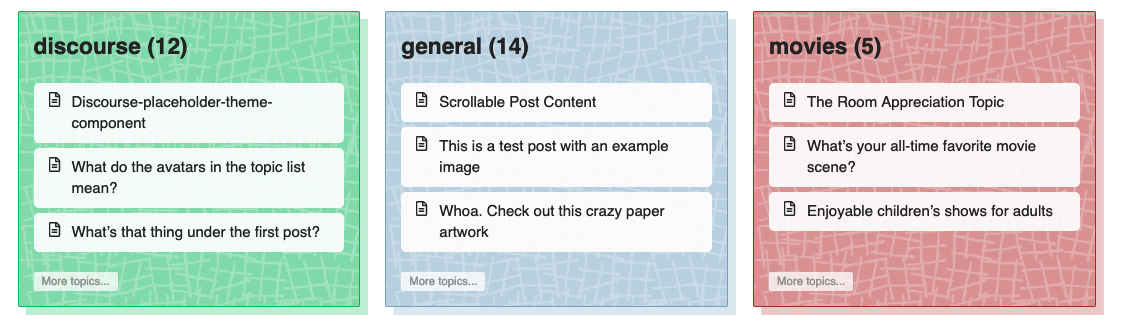 discourse (12)
Discourse-placeholder-theme-
component
What do the avatars in the topic list
mean?
What's that thing under the first post?
More topics...
general (14)
Scrollable Post Content
This is a test post with an example
image
Whoa. Check out this crazy paper
artwork
More topics...
movies (5)
The Room Appreciation Topic
What's your all-time favorite movie
scene?
Enjoyable children's shows for adults
More topics...